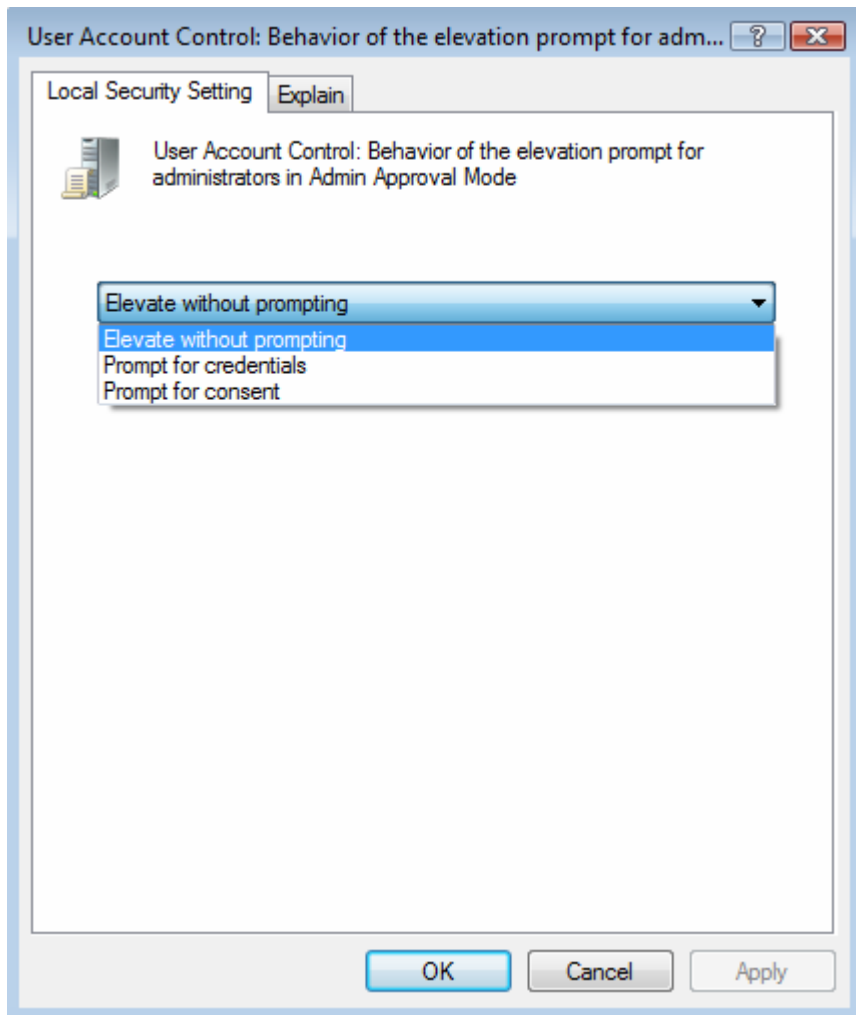 User Account Control: Behavior of the elevation prompt for adm...
Local Security Setting
Explain
User Account Control: Behavior of the elevation prompt for
administrators in Admin Approval Mode
Elevate without prompting
Elevate without prompting
Prompt for credentials
Prompt for consent
OK
Cancel
Apply